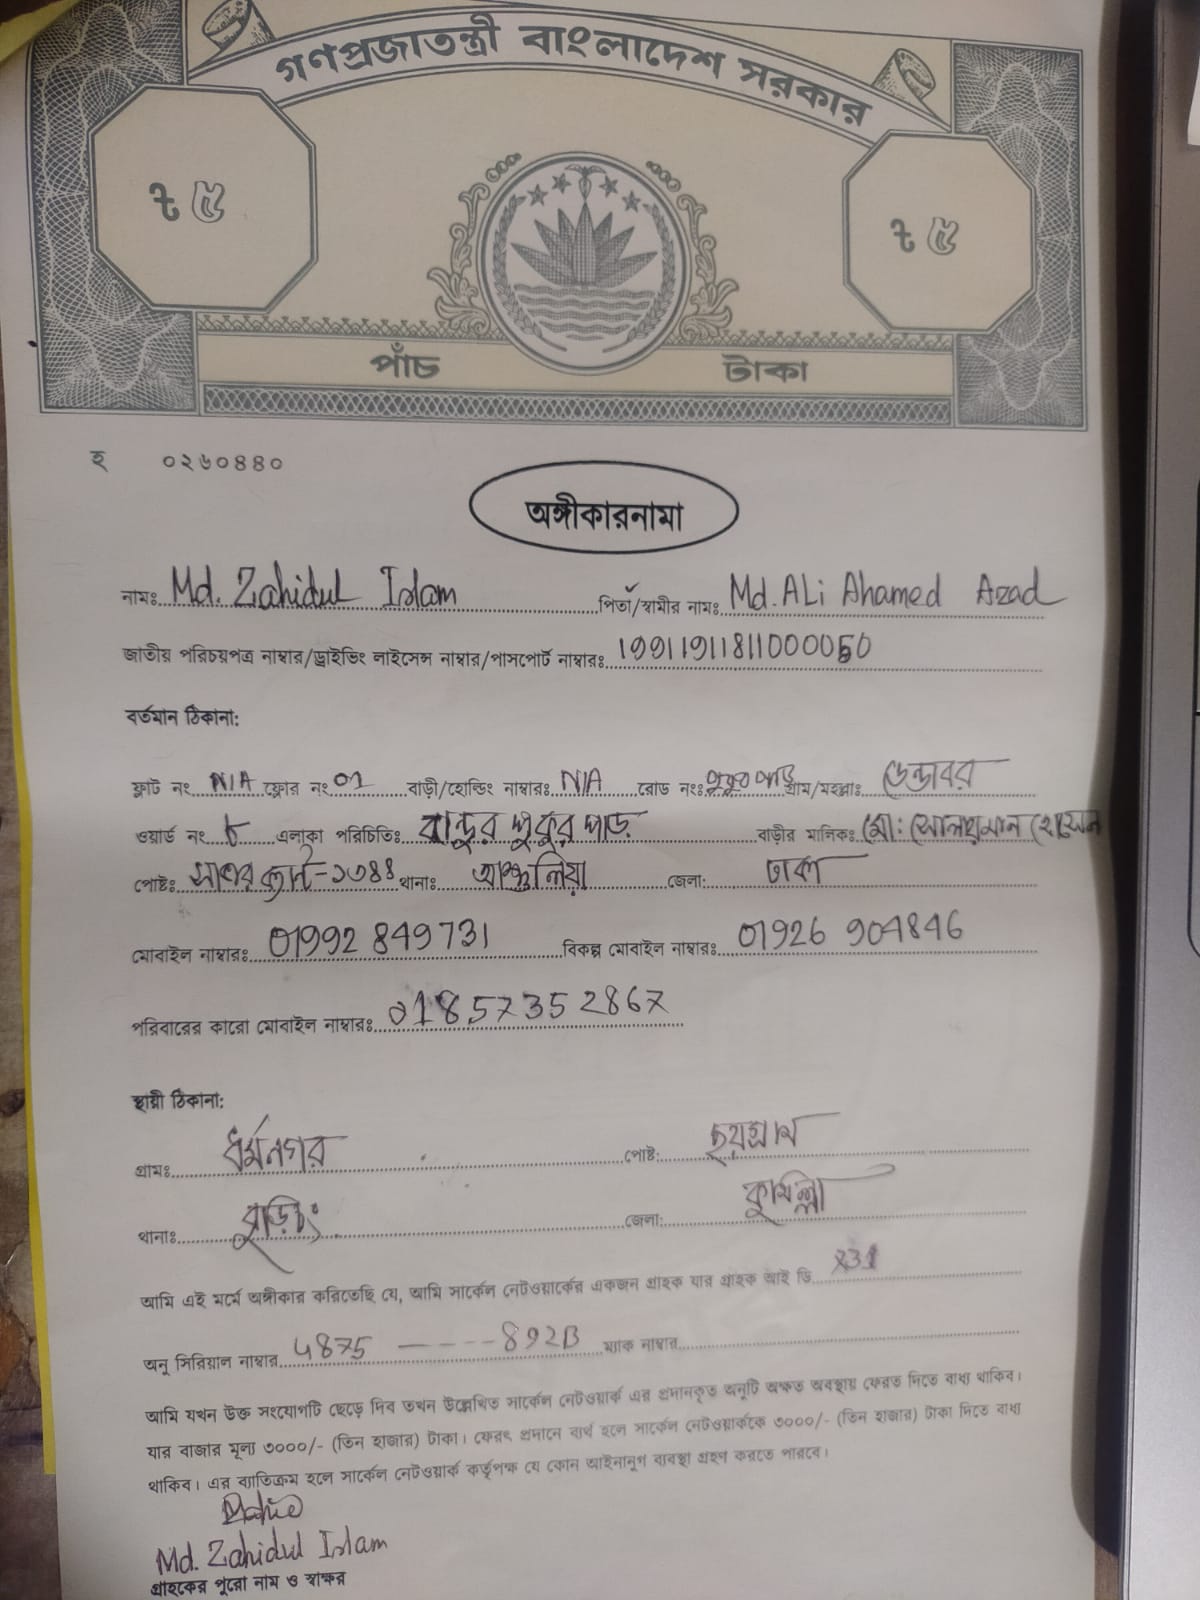 গণপ্রজাতন্ত্রী বাংলাদেশ সরকার
৳ ৫ ৳ ৫
পাঁচ টাকা
হ ০২৬০৪৪০
অঙ্গীকারনামা
নামঃ Md. Zahidul Islam পিতা/স্বামীর নামঃ Md. ALi Ahamed Azad
জাতীয় পরিচয়পত্র নাম্বার/ড্রাইভিং লাইসেন্স নাম্বার/পাসপোর্ট নাম্বারঃ
বর্তমান ঠিকানা:
ফ্লাট নং N/A ফ্লোর নং 01 বাড়ী/হোল্ডিং নাম্বারঃ N/A রোড নংঃ পুকুর পাড় গ্রাম/মহল্লাঃ ডেন্ডাবর
ওয়ার্ড নং ৮ এলাকা পরিচিতিঃ পুকুর পাড় বাড়ীর মালিকঃ মো: সোলায়মান হোসেন
পোষ্টঃ সাভার ক্যান্ট-১৩৪৪ থানাঃ আশুলিয়া জেলা: ঢাকা
মোবাইল নাম্বারঃ 01992 849731 বিকল্প মোবাইল নাম্বারঃ 01926 904846
পরিবারের কারো মোবাইল নাম্বারঃ 01857352867
স্থায়ী ঠিকানা:
গ্রামঃ ধর্মনগর পোষ্ট: ছয়গ্রাম
থানাঃ বুড়িচং জেলা: কুমিল্লা
আমি এই মর্মে অঙ্গীকার করিতেছি যে, আমি সার্কেল নেটওয়ার্কের একজন গ্রাহক যার গ্রাহক আই ডি
অনু সিরিয়াল নাম্বার 4875 -----892B ম্যাক নাম্বার
আমি যখন উক্ত সংযোগটি ছেড়ে দিব তখন উল্লেখিত সার্কেল নেটওয়ার্ক এর প্রদানকৃত অনুটি অক্ষত অবস্থায় ফেরত দিতে বাধ্য থাকিব।
যার বাজার মূল্য ৩০০০/- (তিন হাজার) টাকা। ফেরৎ প্রদানে ব্যর্থ হলে সার্কেল নেটওয়ার্ককে ৩০০০/- (তিন হাজার) টাকা দিতে বাধ্য
থাকিব। এর ব্যতিক্রম হলে সার্কেল নেটওয়ার্ক কর্তৃপক্ষ যে কোন আইনানুগ ব্যবস্থা গ্রহণ করতে পারবে।
Md. Zahidul Islam
গ্রাহকের পুরো নাম ও স্বাক্ষর